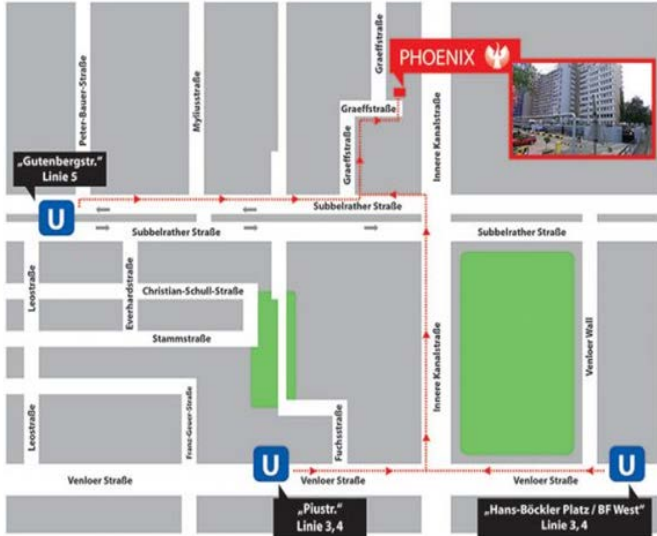 Peter-Bauer-Straße
Myliusstraße
Graeffstraße
PHOENIX
Graeffstraße
Graeffstraße
Innere Kanalstraße
„Gutenbergstr.“
Linie 5
U
Subbelrather Straße
Subbelrather Straße
Subbelrather Straße
Leostraße
Everhardstraße
Christian-Schull-Straße
Stammstraße
Innere Kanalstraße
Venloer Wall
Leostraße
Franz-Geuer-Straße
Fuchsstraße
U
U
Venloer Straße
Venloer Straße
Venloer Straße
„Piustr.“
Linie 3, 4
„Hans-Böckler Platz / BF West“
Linie 3, 4